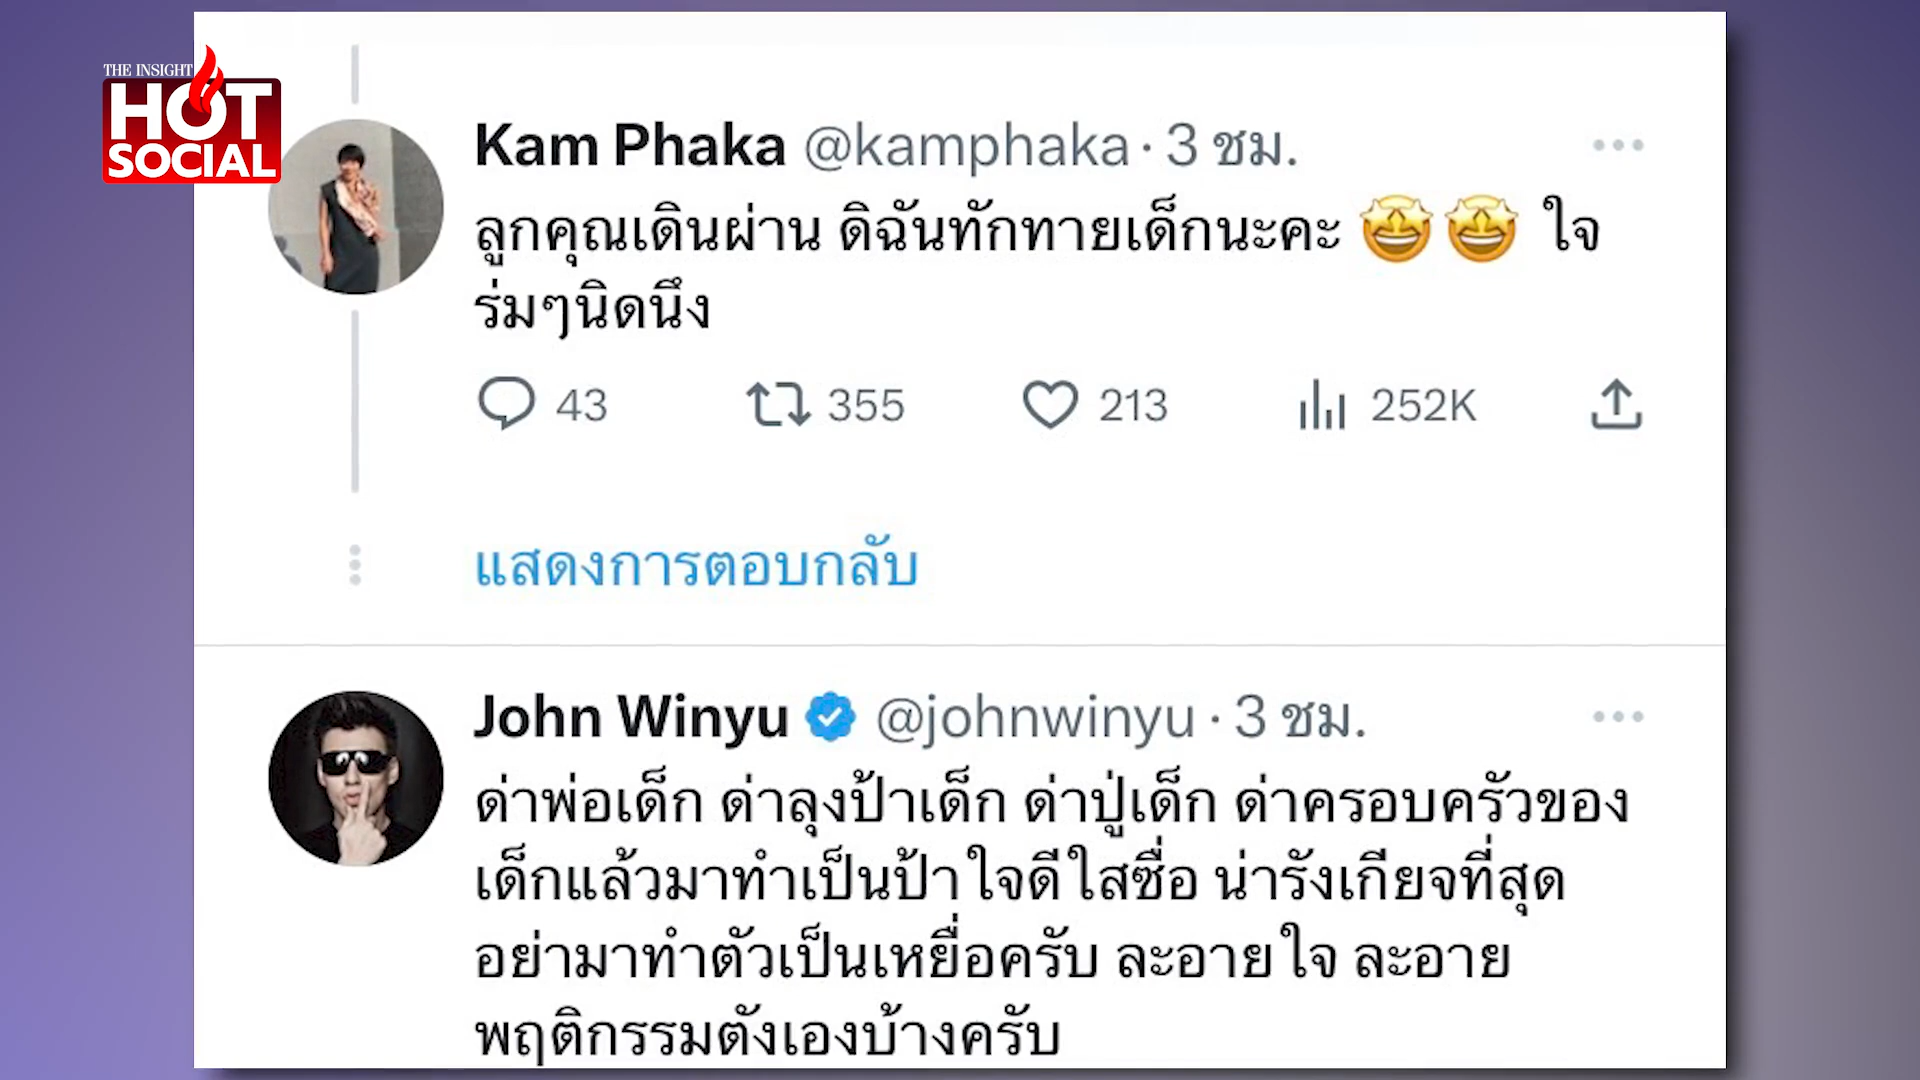 THE INSIGHT
HOT
SOCIAL
Kam Phaka @kamphaka · 3 ชม.
ลูกคุณเดินผ่าน ดิฉันทักทายเด็กนะคะ 🤩🤩 ใจ
ร่มๆนิดนึง
43 355 213 252K
แสดงการตอบกลับ
John Winyu @johnwinyu · 3 ชม.
ด่าพ่อเด็ก ด่าลุงป้าเด็ก ด่าปู่เด็ก ด่าครอบครัวของ
เด็กแล้วมาทำเป็นป้าใจดีใสซื่อ น่ารังเกียจที่สุด
อย่ามาทำตัวเป็นเหยื่อครับ ละอายใจ ละอาย
พฤติกรรมตังเองบ้างครับ